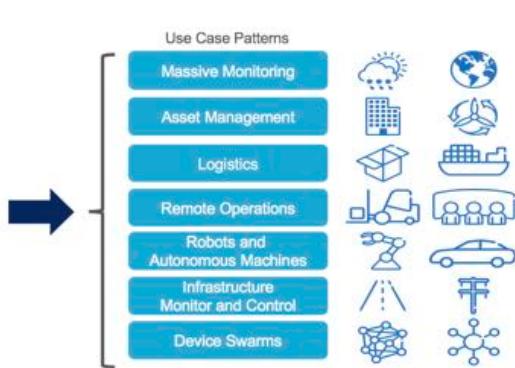 Use Case Patterns
Massive Monitoring
Asset Management
Logistics
Remote Operations
Robots and
Autonomous Machines
Infrastructure
Monitor and Control
Device Swarms